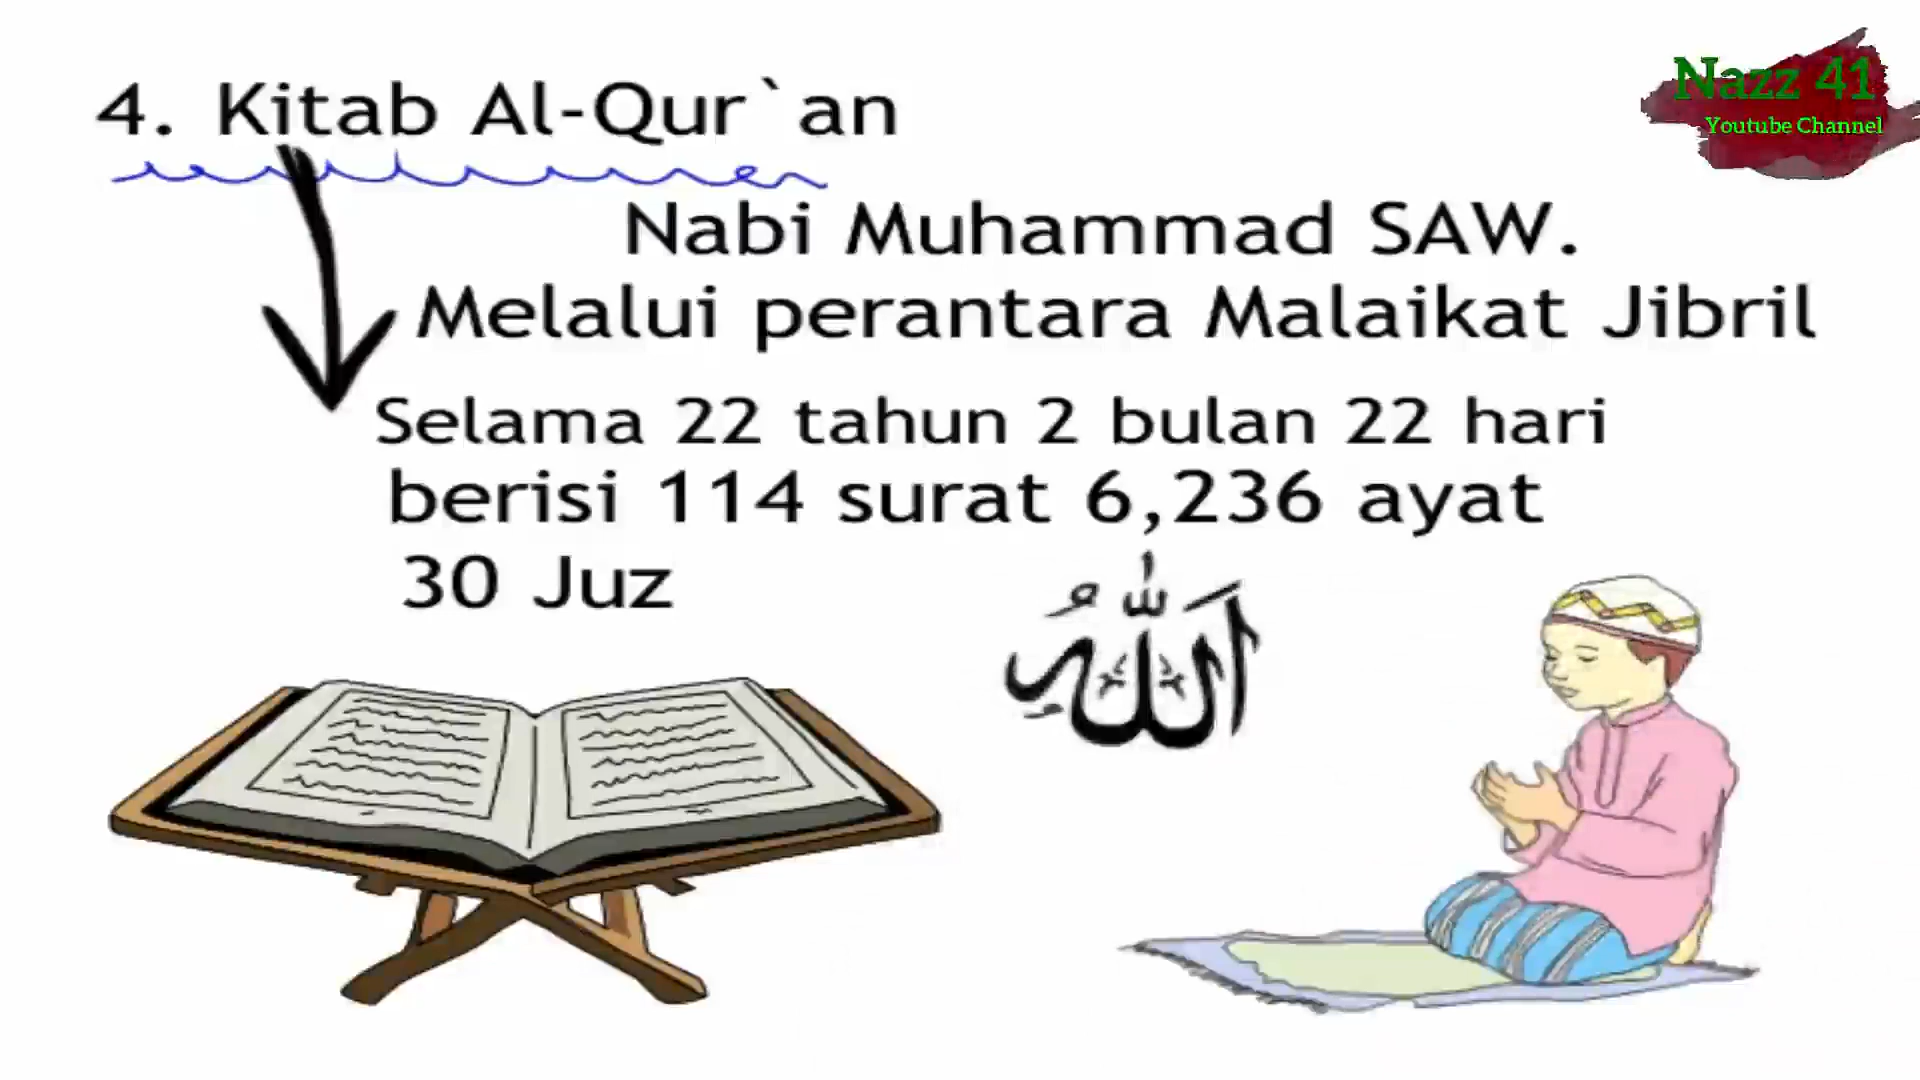 4. Kitab Al-Qur`an
Nazz 41
Youtube Channel
Nabi Muhammad SAW.
Melalui perantara Malaikat Jibril
Selama 22 tahun 2 bulan 22 hari
berisi 114 surat 6,236 ayat
30 Juz
الله